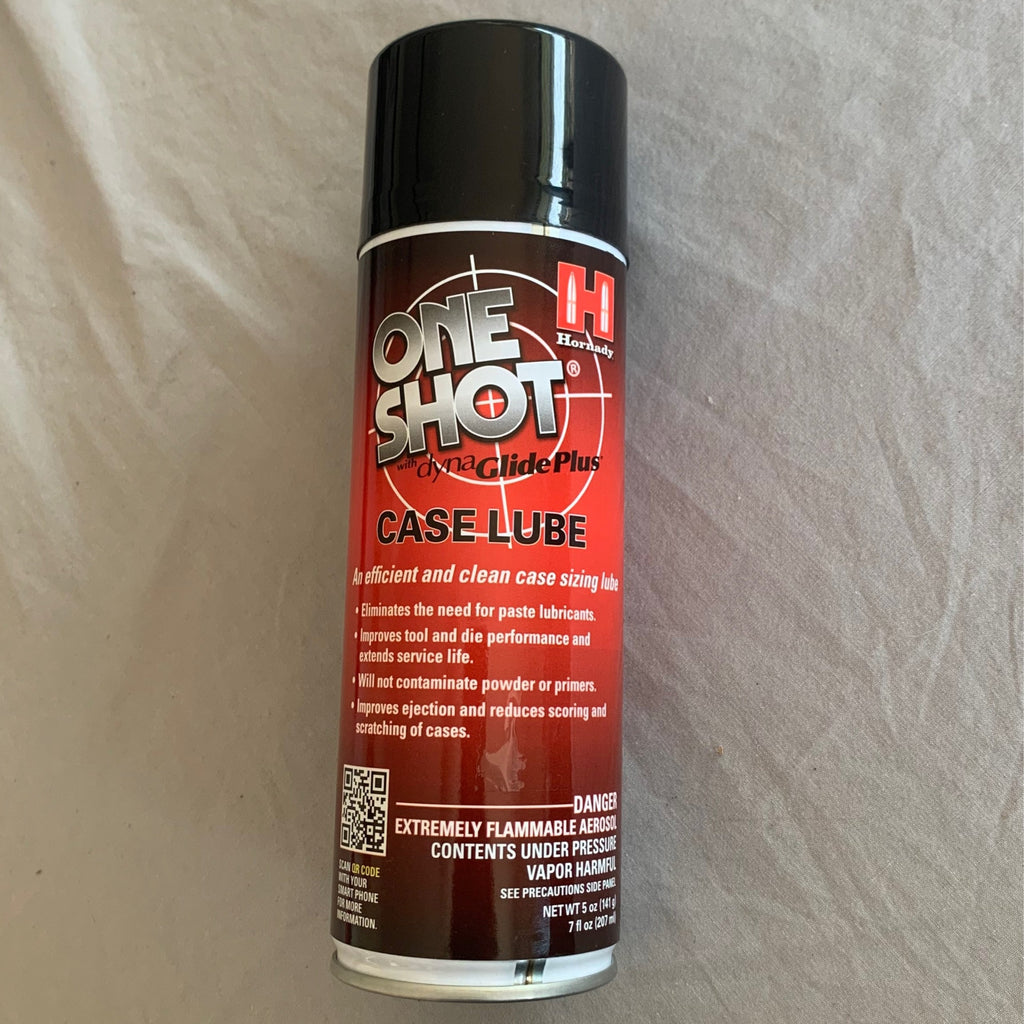 H
Hornady
ONE
SHOT®
with dynaGlide Plus
CASE LUBE
An efficient and clean case sizing lube
• Eliminates the need for paste lubricants.
• Improves tool and die performance and
extends service life.
• Will not contaminate powder or primers.
• Improves ejection and reduces scoring and
scratching of cases.
SCAN QR CODE
WITH YOUR
SMART PHONE
FOR MORE
INFORMATION.
DANGER
EXTREMELY FLAMMABLE AEROSOL
CONTENTS UNDER PRESSURE
VAPOR HARMFUL
SEE PRECAUTIONS SIDE PANEL
NET WT 5 oz (141 g)
7 fl oz (207 ml)